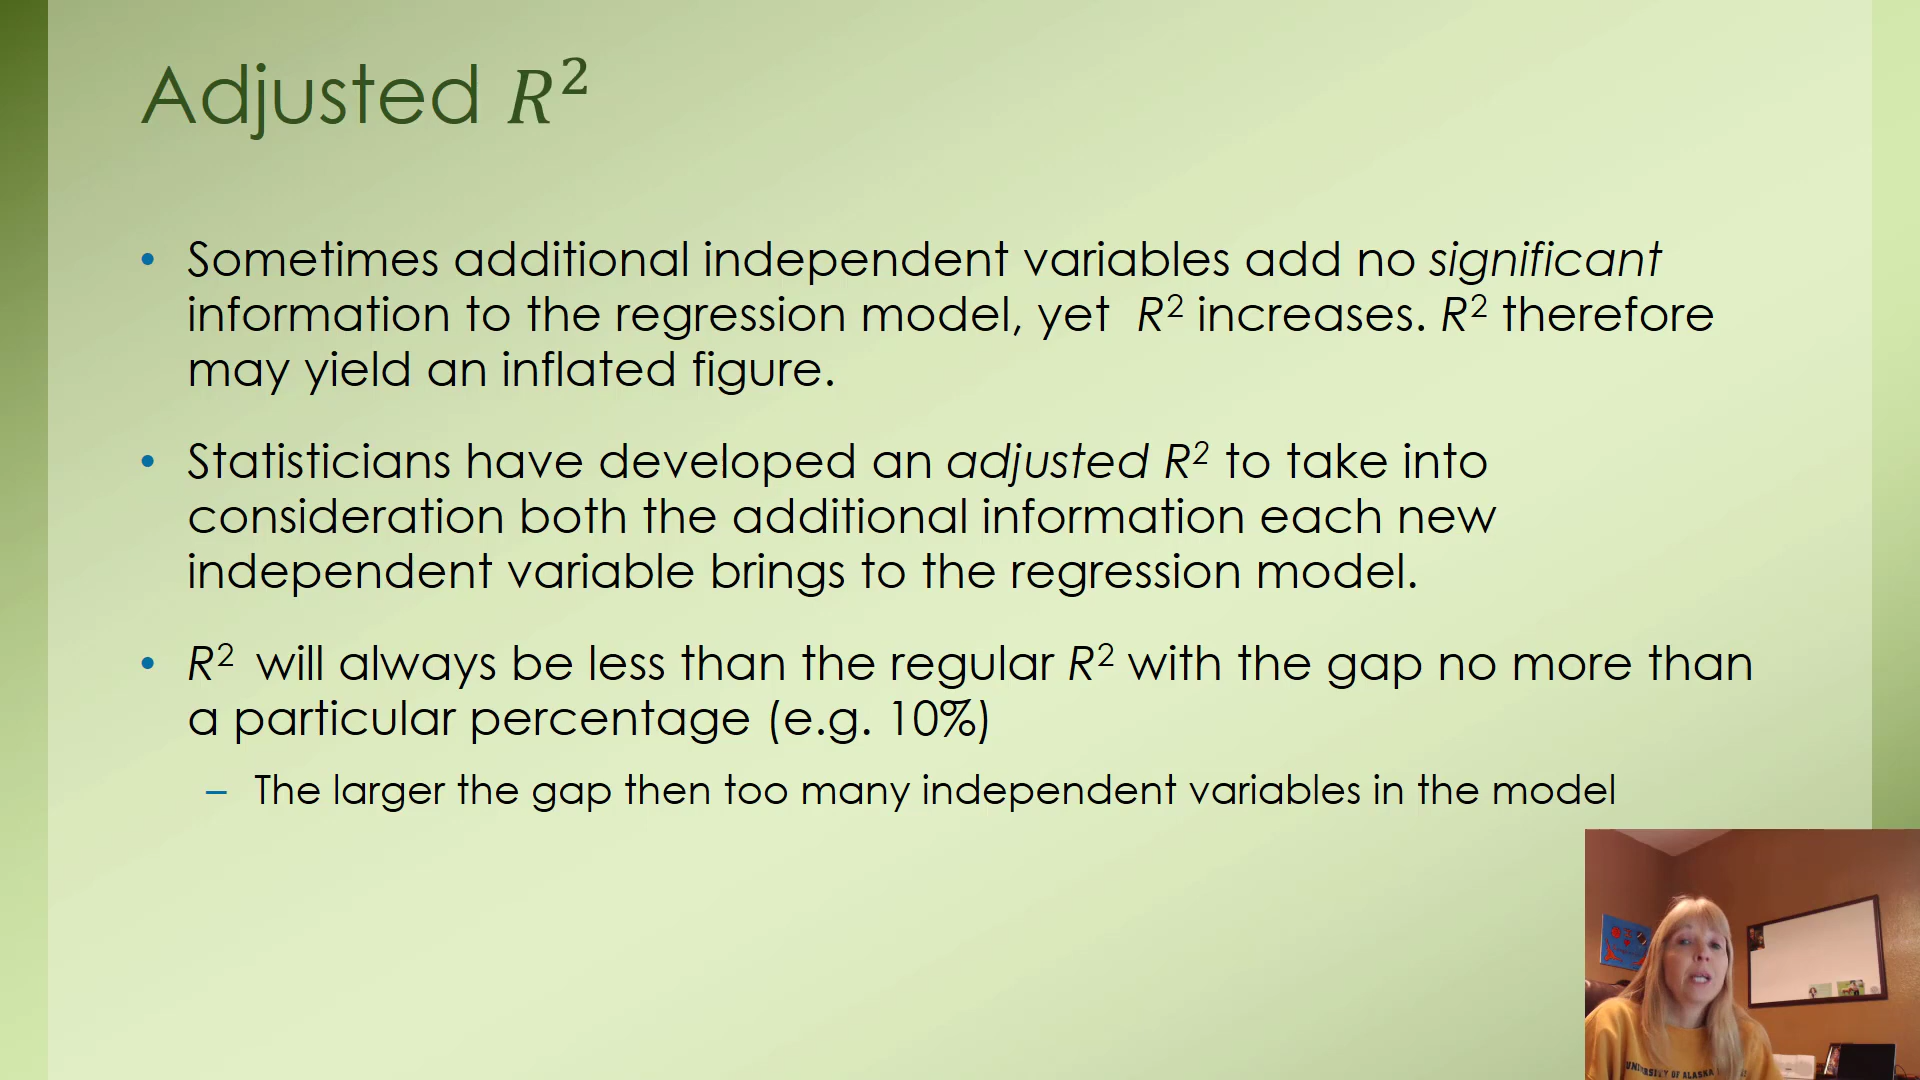 Adjusted R²
• Sometimes additional independent variables add no significant
information to the regression model, yet R² increases. R² therefore
may yield an inflated figure.
• Statisticians have developed an adjusted R² to take into
consideration both the additional information each new
independent variable brings to the regression model.
• R² will always be less than the regular R² with the gap no more than
a particular percentage (e.g. 10%)
– The larger the gap then too many independent variables in the model
UNIVERSITY OF ALASKA